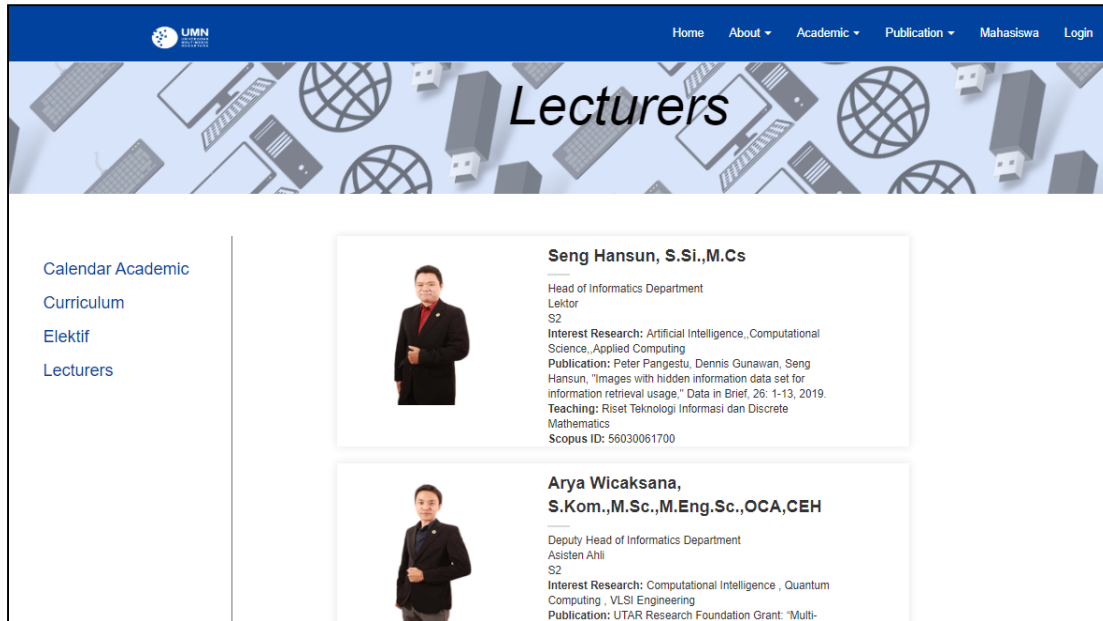 UMN
UNIVERSITAS
MULTIMEDIA
NUSANTARA
Home About Academic Publication Mahasiswa Login
Lecturers
Calendar Academic
Curriculum
Elektif
Lecturers
Seng Hansun, S.Si.,M.Cs
Head of Informatics Department
Lektor
S2
Interest Research: Artificial Intelligence,,Computational
Science,,Applied Computing
Publication: Peter Pangestu, Dennis Gunawan, Seng
Hansun, "Images with hidden information data set for
information retrieval usage," Data in Brief, 26: 1-13, 2019.
Teaching: Riset Teknologi Informasi dan Discrete
Mathematics
Scopus ID: 56030061700
Arya Wicaksana,
S.Kom.,M.Sc.,M.Eng.Sc.,OCA,CEH
Deputy Head of Informatics Department
Asisten Ahli
S2
Interest Research: Computational Intelligence , Quantum
Computing , VLSI Engineering
Publication: UTAR Research Foundation Grant: “Multi-